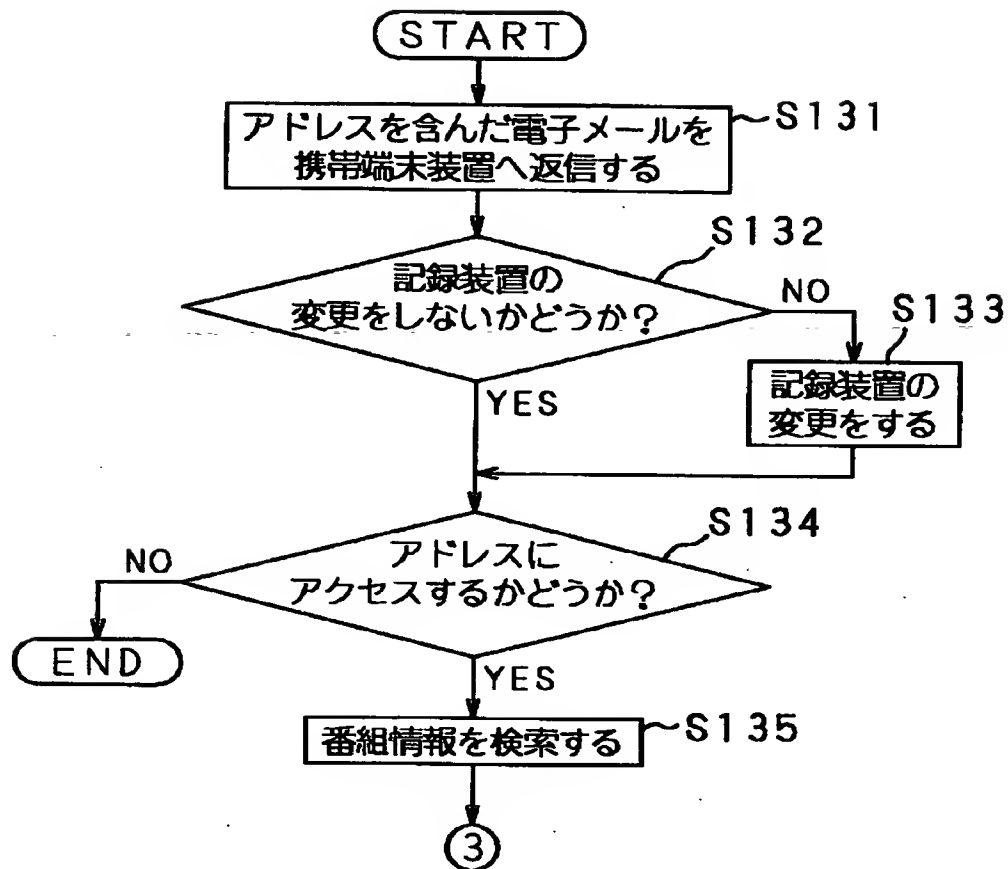 START
アドレスを含んだ電子メールを
携帯端末装置へ返信する
S131
記録装置の
変更をしないかどうか?
S132
NO
YES
記録装置の
変更をする
S133
アドレスに
アクセスするかどうか?
S134
NO
END
YES
番組情報を検索する
S135
3